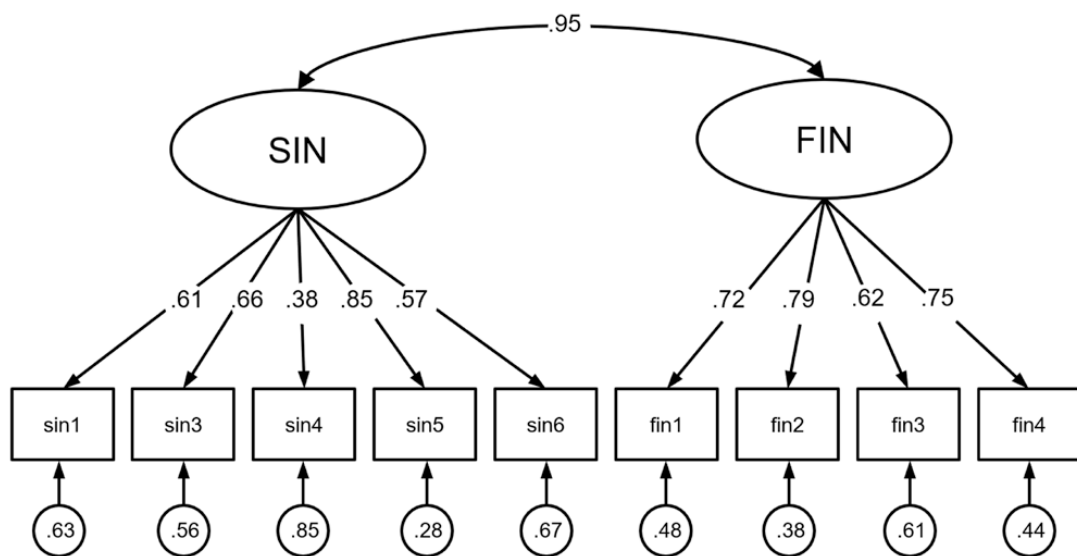 .95
SIN FIN
.61 .66 .38 .85 .57 .72 .79 .62 .75
sin1 sin3 sin4 sin5 sin6 fin1 fin2 fin3 fin4
.63 .56 .85 .28 .67 .48 .38 .61 .44